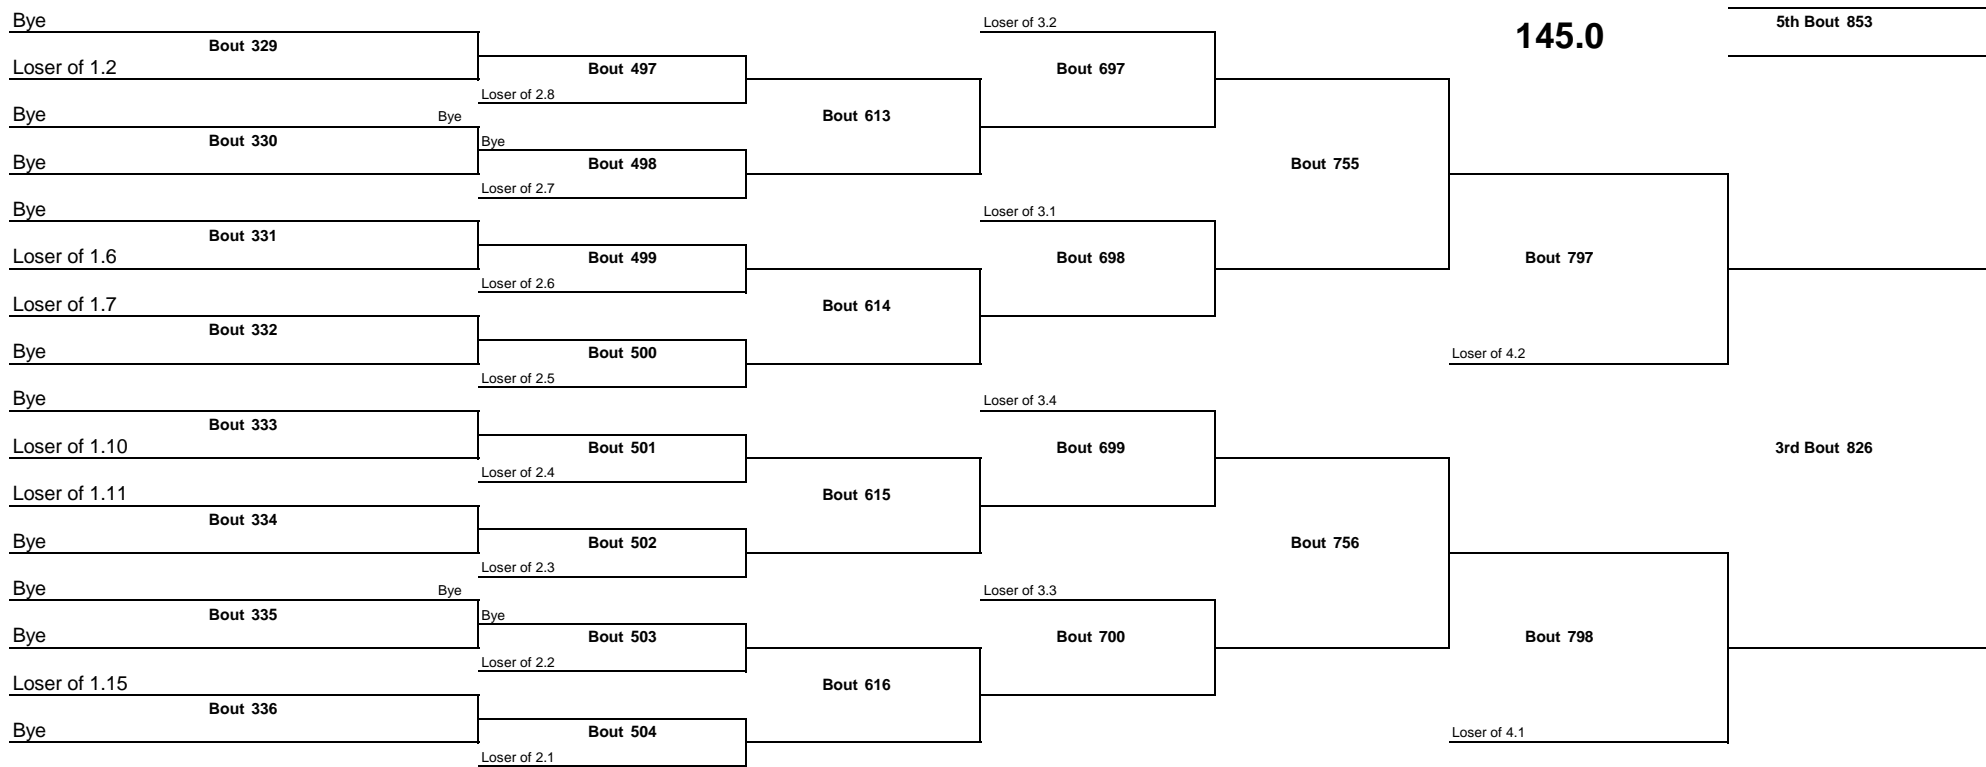 Bye
Bout 329
Loser of 1.2
Bye
Bye
Bout 330
Bye
Bye
Bout 331
Loser of 1.6
Loser of 1.7
Bout 332
Bye
Bye
Bout 333
Loser of 1.10
Loser of 1.11
Bout 334
Bye
Bye
Bye
Bout 335
Bye
Loser of 1.15
Bout 336
Bye
Bout 497
Loser of 2.8
Bye
Bout 498
Loser of 2.7
Bout 499
Loser of 2.6
Bout 500
Loser of 2.5
Bout 501
Loser of 2.4
Bout 502
Loser of 2.3
Bye
Bout 503
Loser of 2.2
Bout 504
Loser of 2.1
Bout 613
Bout 614
Bout 615
Bout 616
Loser of 3.2
Bout 697
Loser of 3.1
Bout 698
Loser of 3.4
Bout 699
Loser of 3.3
Bout 700
Bout 755
Bout 756
145.0
Bout 797
Loser of 4.2
Bout 798
Loser of 4.1
5th Bout 853
3rd Bout 826